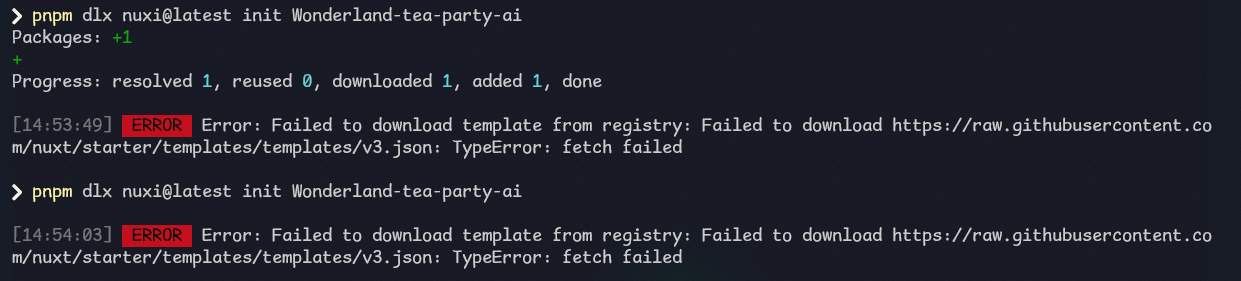 ❯ pnpm dlx nuxi@latest init Wonderland-tea-party-ai
Packages: +1
+
Progress: resolved 1, reused 0, downloaded 1, added 1, done
[14:53:49] ERROR Error: Failed to download template from registry: Failed to download https://raw.githubusercontent.co
m/nuxt/starter/templates/templates/v3.json: TypeError: fetch failed
❯ pnpm dlx nuxi@latest init Wonderland-tea-party-ai
[14:54:03] ERROR Error: Failed to download template from registry: Failed to download https://raw.githubusercontent.co
m/nuxt/starter/templates/templates/v3.json: TypeError: fetch failed